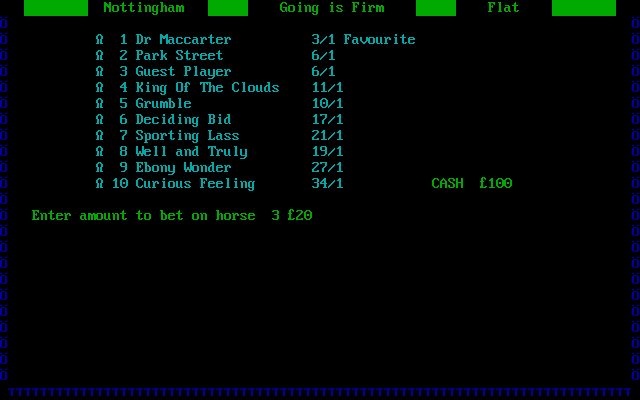 Nottingham Going is Firm Flat
Ω 1 Dr Maccarter 3/1 Favourite
Ω 2 Park Street 6/1
Ω 3 Guest Player 6/1
Ω 4 King Of The Clouds 11/1
Ω 5 Grumble 10/1
Ω 6 Deciding Bid 17/1
Ω 7 Sporting Lass 21/1
Ω 8 Well and Truly 19/1
Ω 9 Ebony Wonder 27/1
Ω 10 Curious Feeling 34/1 CASH £100
Enter amount to bet on horse 3 £20